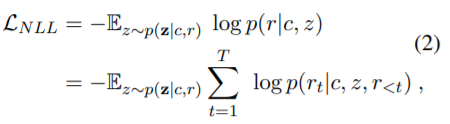 ℒ_{NLL} = −𝔼_{z∼p(𝐳|c,r)} log p(r|c, z) (2)
= −𝔼_{z∼p(𝐳|c,r)} ∑_{t=1}^{T} log p(r_t|c, z, r_{<t}) ,